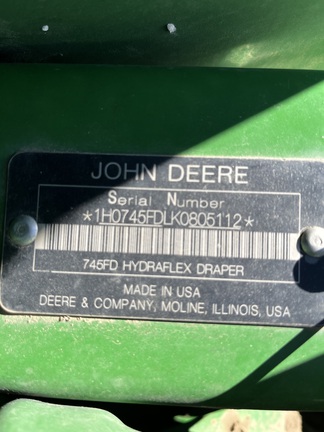 JOHN DEERE
Serial Number
*1H0745FDLK0805112*
745FD HYDRAFLEX DRAPER
MADE IN USA
DEERE & COMPANY, MOLINE, ILLINOIS, USA